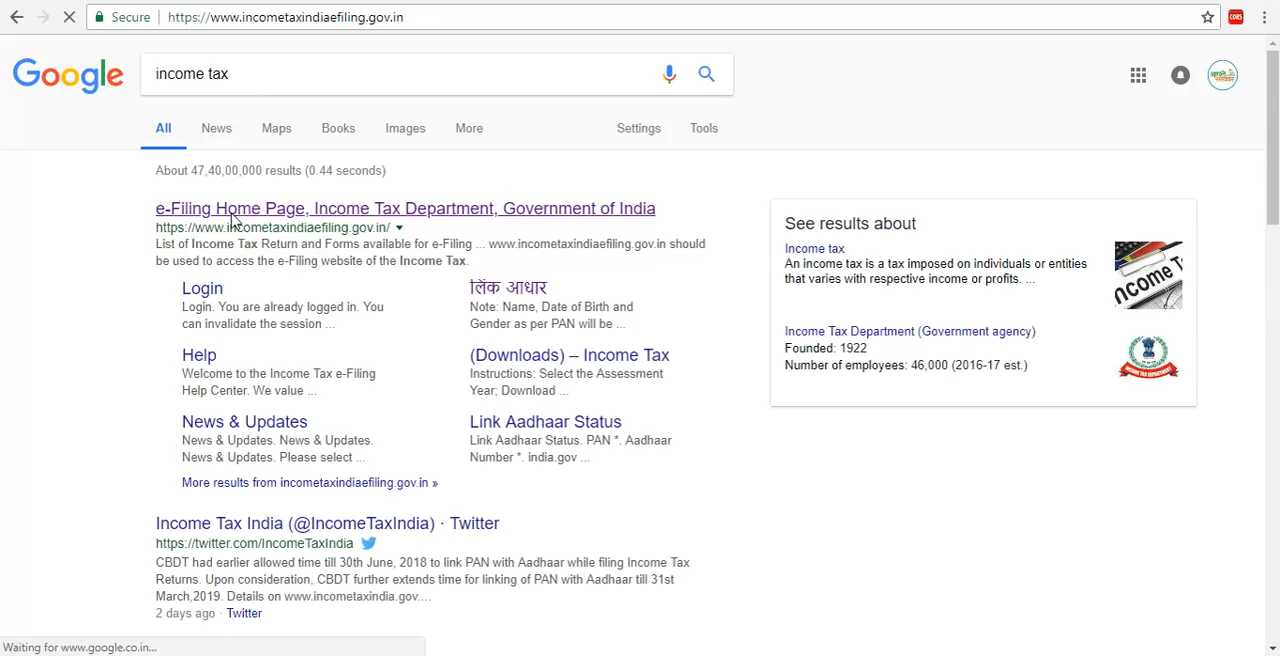 Secure https://www.incometaxindiaefiling.gov.in
CORS
Google
income tax
All News Maps Books Images More Settings Tools
About 47,40,00,000 results (0.44 seconds)
e-Filing Home Page, Income Tax Department, Government of India
https://www.incometaxindiaefiling.gov.in/
List of Income Tax Return and Forms available for e-Filing ... www.incometaxindiaefiling.gov.in should
be used to access the e-Filing website of the Income Tax.
Login
Login. You are already logged in. You
can invalidate the session ...
लिंक आधार
Note: Name, Date of Birth and
Gender as per PAN will be ...
Help
Welcome to the Income Tax e-Filing
Help Center. We value ...
(Downloads) – Income Tax
Instructions: Select the Assessment
Year; Download ...
News & Updates
News & Updates. News & Updates.
News & Updates. Please select ...
Link Aadhaar Status
Link Aadhaar Status. PAN *. Aadhaar
Number *. india.gov ...
More results from incometaxindiaefiling.gov.in »
Income Tax India (@IncomeTaxIndia) · Twitter
https://twitter.com/IncomeTaxIndia
CBDT had earlier allowed time till 30th June, 2018 to link PAN with Aadhaar while filing Income Tax
Returns. Upon consideration, CBDT further extends time for linking of PAN with Aadhaar till 31st
March,2019. Details on www.incometaxindia.gov....
2 days ago · Twitter
See results about
Income tax
An income tax is a tax imposed on individuals or entities
that varies with respective income or profits. ...
Income T
Income Tax Department (Government agency)
Founded: 1922
Number of employees: 46,000 (2016-17 est.)
INCOME TAX DEPARTMENT
Waiting for www.google.co.in...